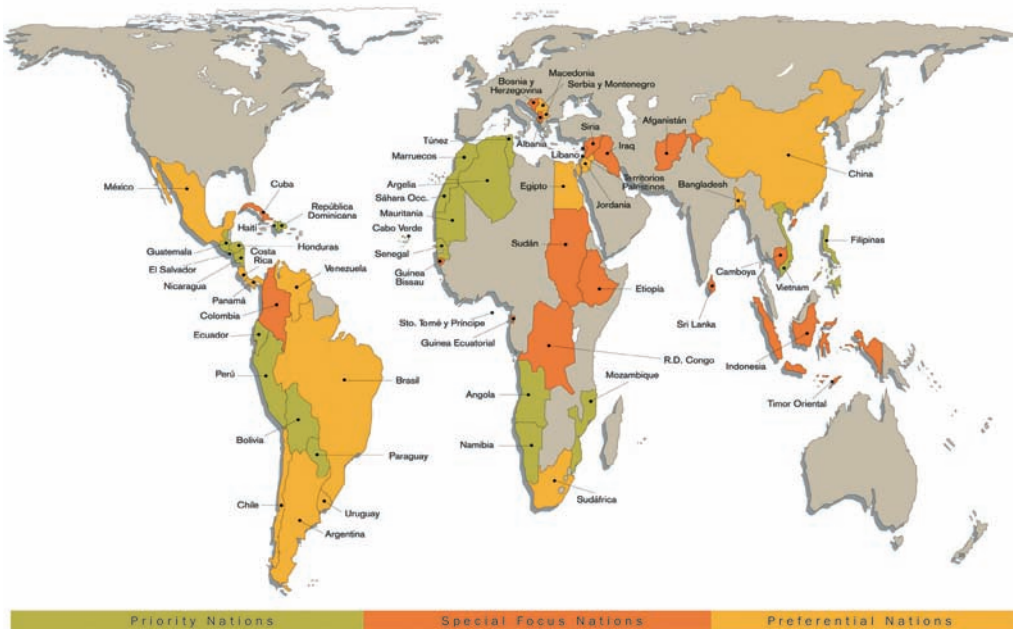 Bosnia y
Herzegovina
Macedonia
Serbia y Montenegro
Albania
Túnez
Marruecos
Argelia
Sáhara Occ.
Mauritania
Cabo Verde
Senegal
Guinea
Bissau
Siria
Líbano
Iraq
Afganistán
Territorios
Palestinos
Jordania
Egipto
Bangladesh
China
México
Cuba
República
Dominicana
Haití
Guatemala
Honduras
El Salvador
Costa
Rica
Nicaragua
Panamá
Venezuela
Colombia
Ecuador
Perú
Brasil
Bolivia
Paraguay
Chile
Uruguay
Argentina
Sudán
Etiopía
Sto. Tomé y Príncipe
Guinea Ecuatorial
R.D. Congo
Angola
Mozambique
Namibia
Sudáfrica
Sri Lanka
Camboya
Vietnam
Filipinas
Indonesia
Timor Oriental
Priority Nations
Special Focus Nations
Preferential Nations